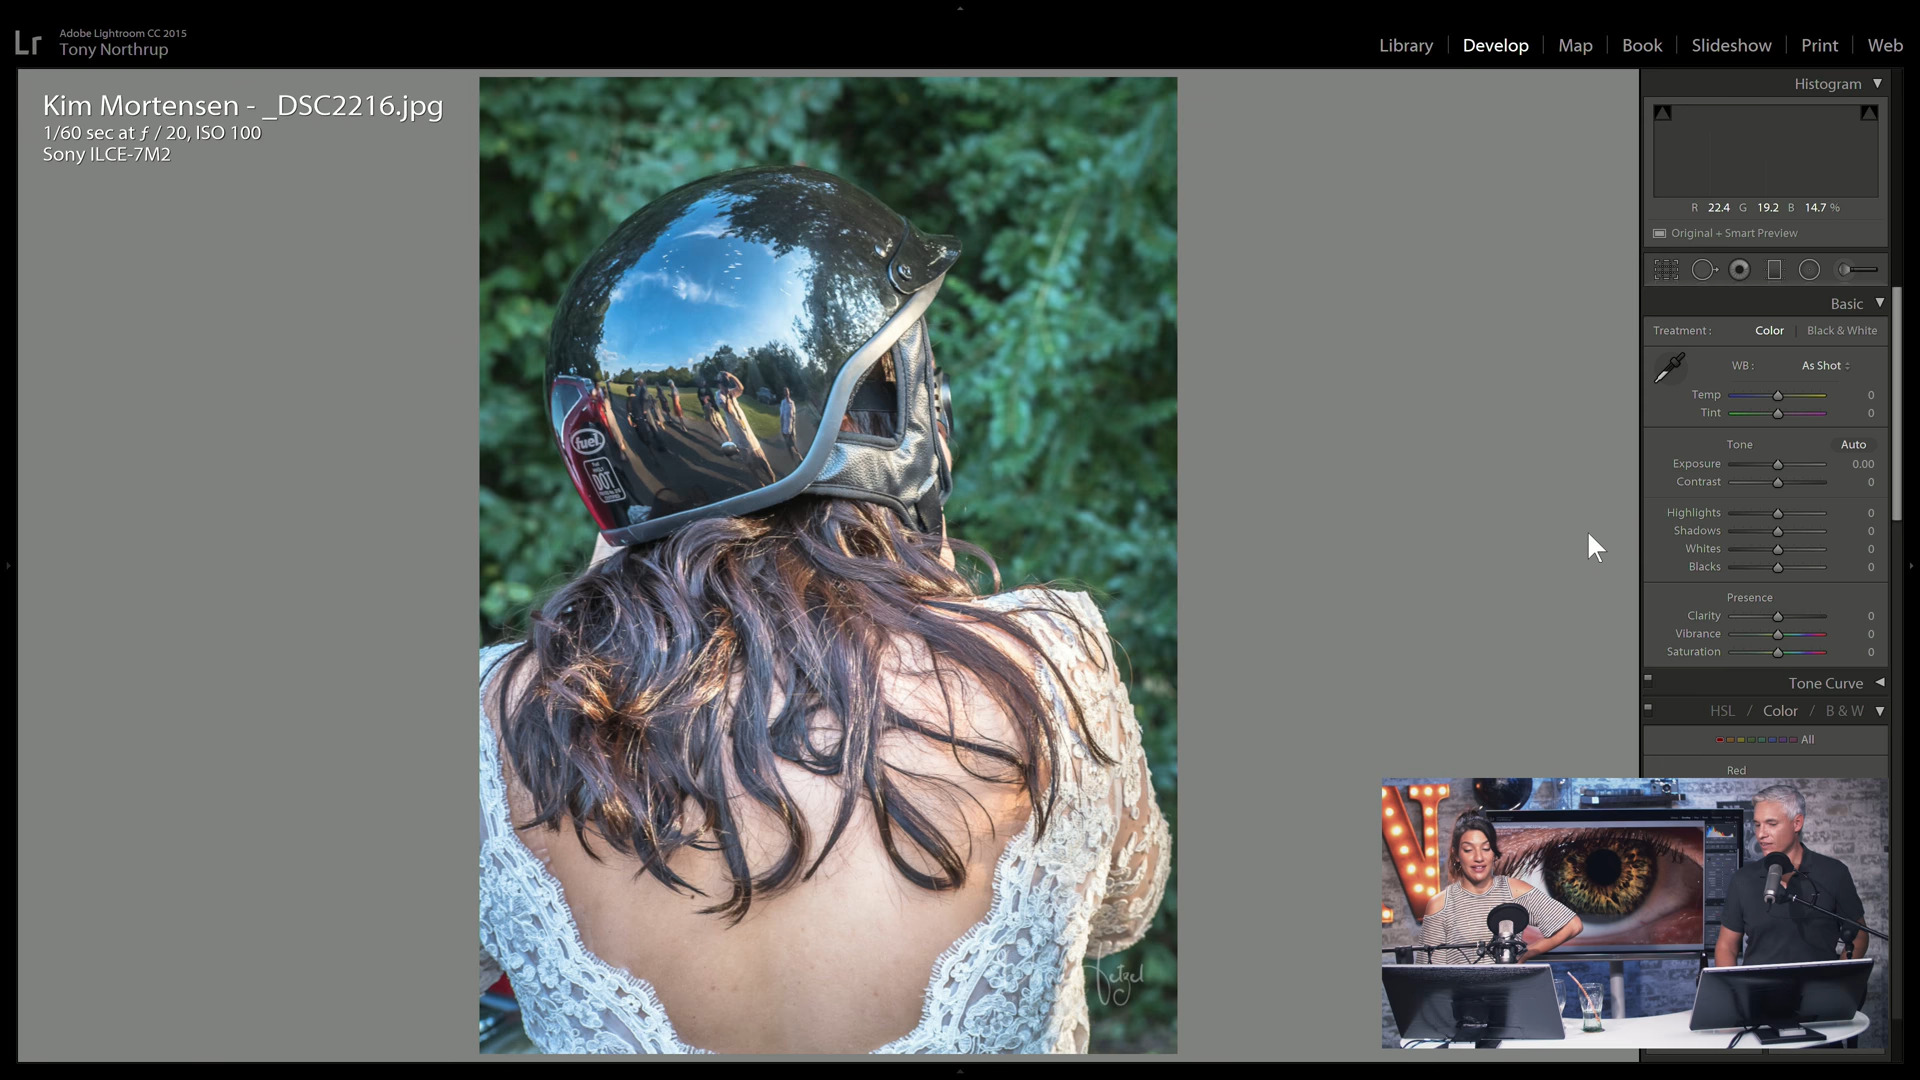 Adobe Lightroom CC 2015
Tony Northrup
Library | Develop | Map | Book | Slideshow | Print | Web
Kim Mortensen - _DSC2216.jpg
1/60 sec at ƒ / 20, ISO 100
Sony ILCE-7M2
Histogram
R 22.4 G 19.2 B 14.7 %
Original + Smart Preview
Basic
Treatment : Color | Black & White
WB : As Shot
Temp 0
Tint 0
Tone Auto
Exposure 0.00
Contrast 0
Highlights 0
Shadows 0
Whites 0
Blacks 0
Presence
Clarity 0
Vibrance 0
Saturation 0
Tone Curve
HSL / Color / B & W
All
Red
fuel
DOT
fetzel
N